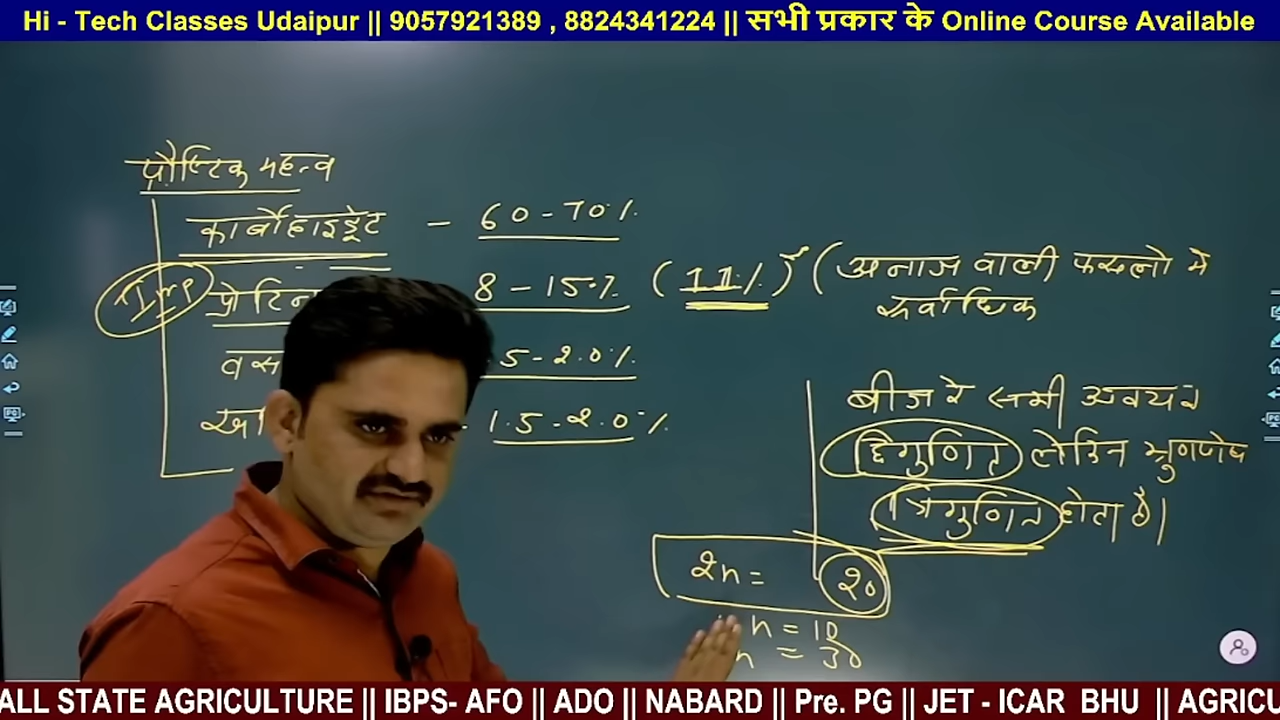 Hi - Tech Classes Udaipur || 9057921389 , 8824341224 || सभी प्रकार के Online Course Available
पौष्टिक महत्व
कार्बोहाइड्रेट - 60-70%
Imp प्रोटिन 8-15% (11%) (अनाज वाली फसलो मे
सर्वाधिक
वस 5-2.0%
1.5-2.0%
बीज के सभी अवयव
द्विगुणित लेकिन भ्रुणपोष
त्रिगुणित होता है।
2n = 20
n = 10
n = 30
ALL STATE AGRICULTURE || IBPS- AFO || ADO || NABARD || Pre. PG || JET - ICAR BHU || AGRICU